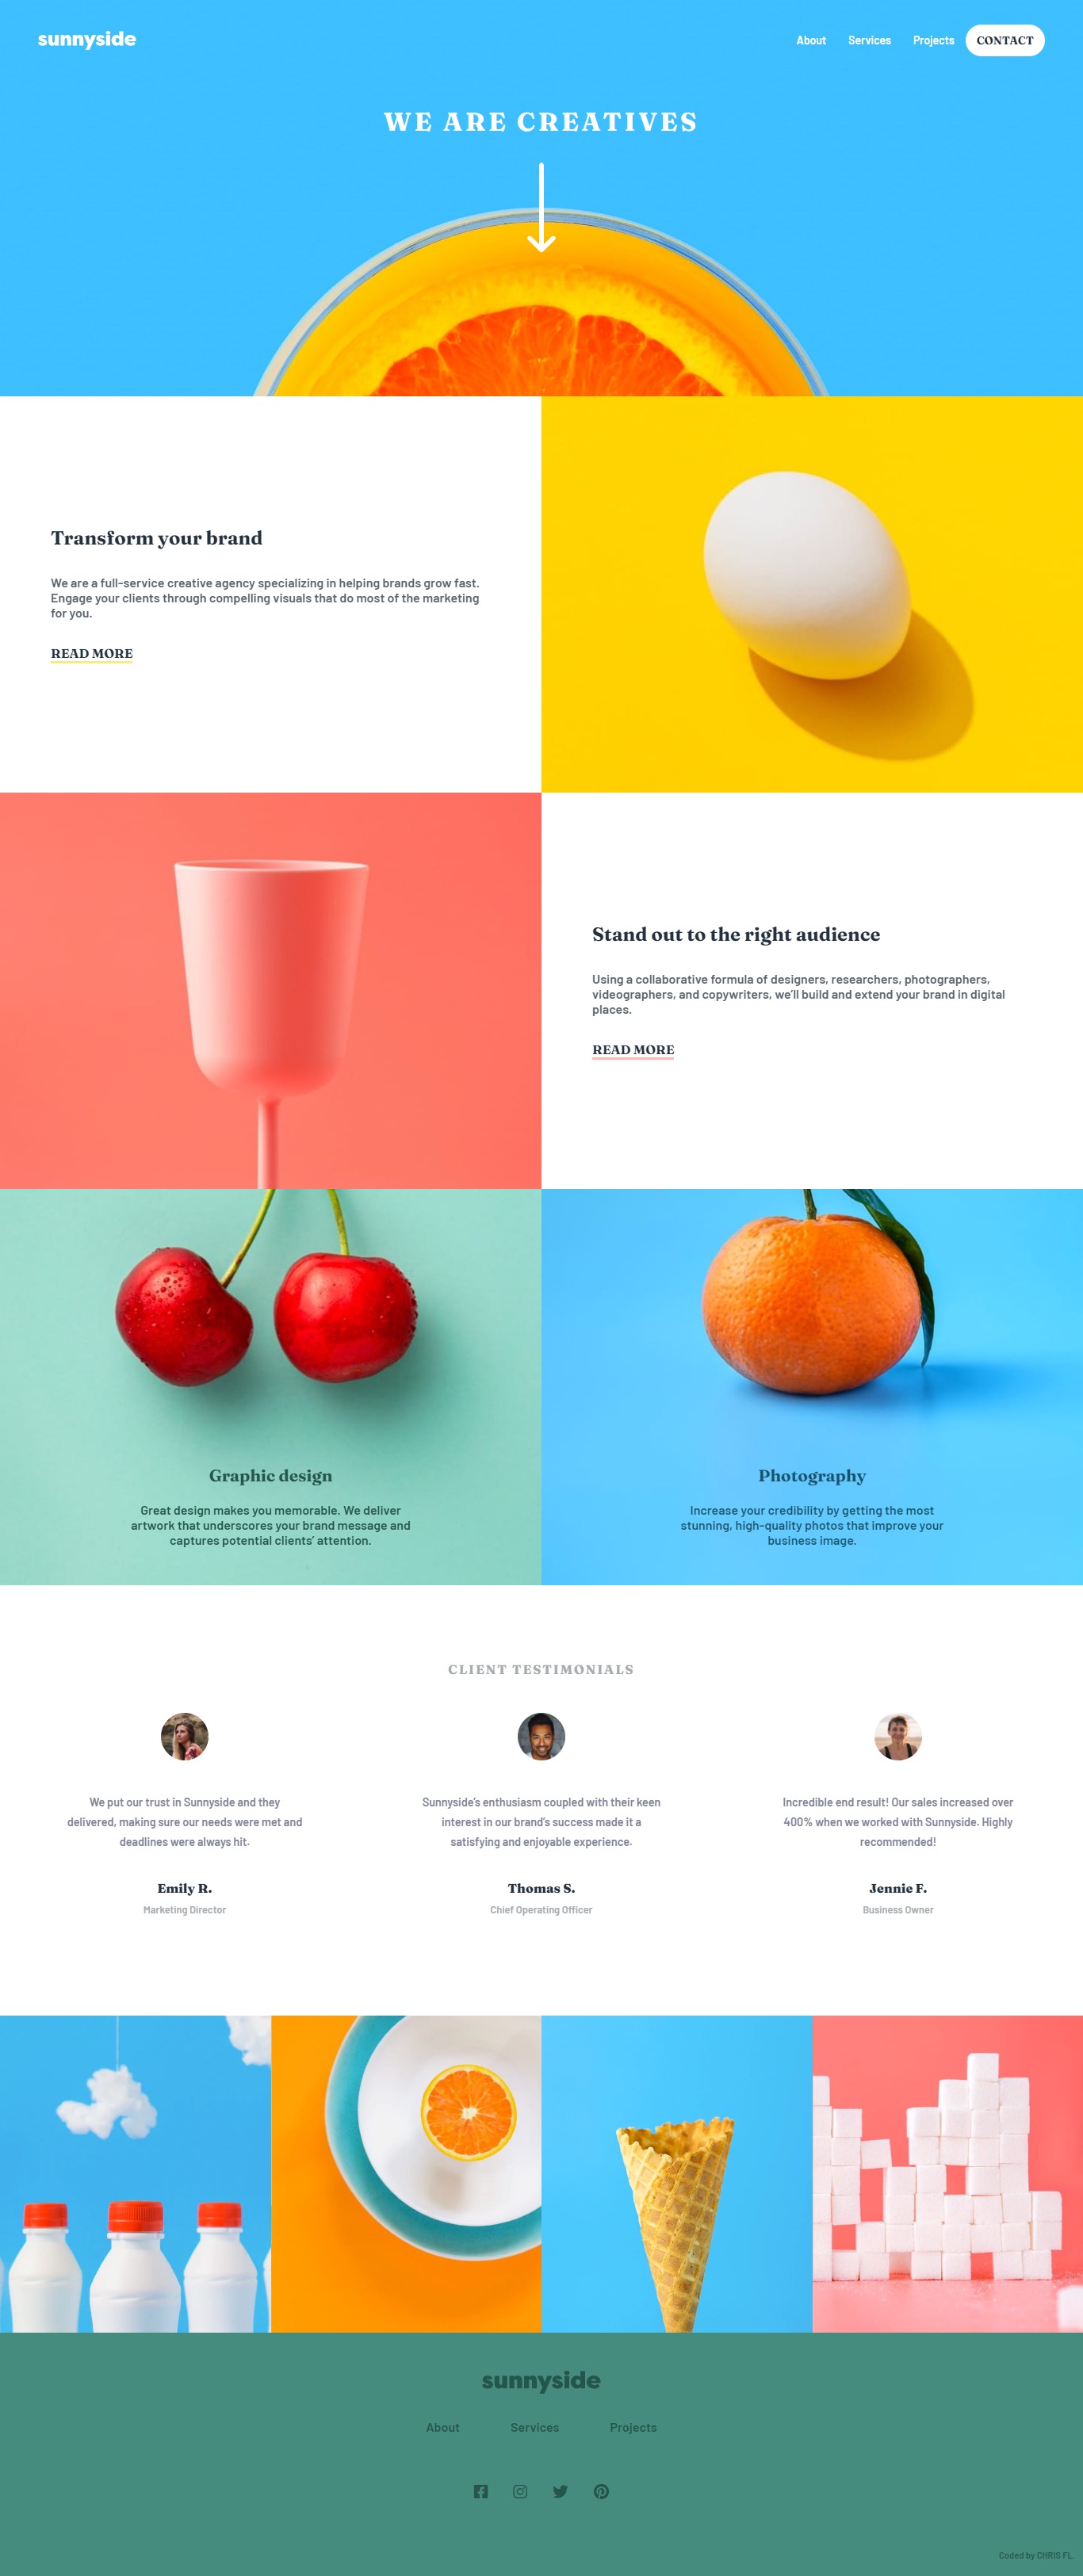 sunnyside
About Services Projects CONTACT
WE ARE CREATIVES
Transform your brand
We are a full-service creative agency specializing in helping brands grow fast.
Engage your clients through compelling visuals that do most of the marketing
for you.
READ MORE
Stand out to the right audience
Using a collaborative formula of designers, researchers, photographers,
videographers, and copywriters, we'll build and extend your brand in digital
places.
READ MORE
Graphic design
Great design makes you memorable. We deliver
artwork that underscores your brand message and
captures potential clients' attention.
Photography
Increase your credibility by getting the most
stunning, high-quality photos that improve your
business image.
CLIENT TESTIMONIALS
We put our trust in Sunnyside and they
delivered, making sure our needs were met and
deadlines were always hit.
Emily R.
Marketing Director
Sunnyside's enthusiasm coupled with their keen
interest in our brand's success made it a
satisfying and enjoyable experience.
Thomas S.
Chief Operating Officer
Incredible end result! Our sales increased over
400% when we worked with Sunnyside. Highly
recommended!
Jennie F.
Business Owner
sunnyside
About Services Projects
Coded by CHRIS FL.